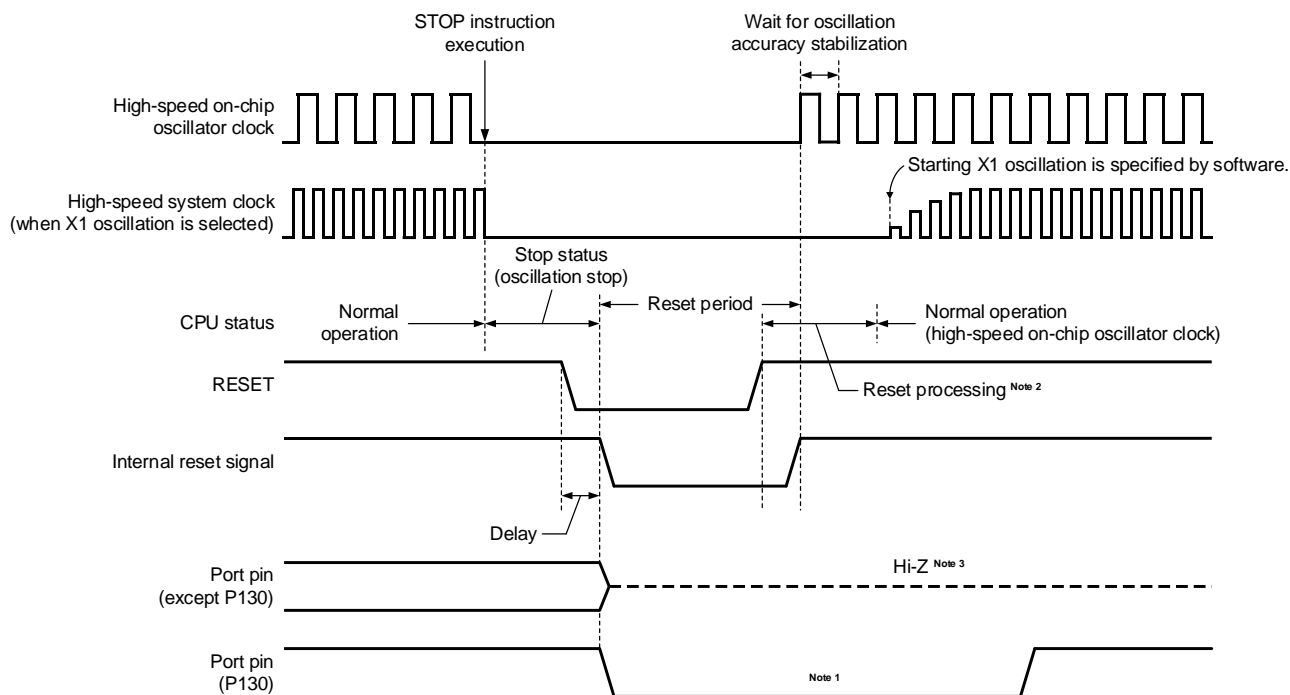 STOP instruction
execution
Wait for oscillation
accuracy stabilization
High-speed on-chip
oscillator clock
Starting X1 oscillation is specified by software.
High-speed system clock
(when X1 oscillation is selected)
Stop status
(oscillation stop)
Reset period
CPU status
Normal
operation
Normal operation
(high-speed on-chip oscillator clock)
RESET
Reset processing Note 2
Internal reset signal
Delay
Port pin
(except P130)
Hi-Z Note 3
Port pin
(P130)
Note 1